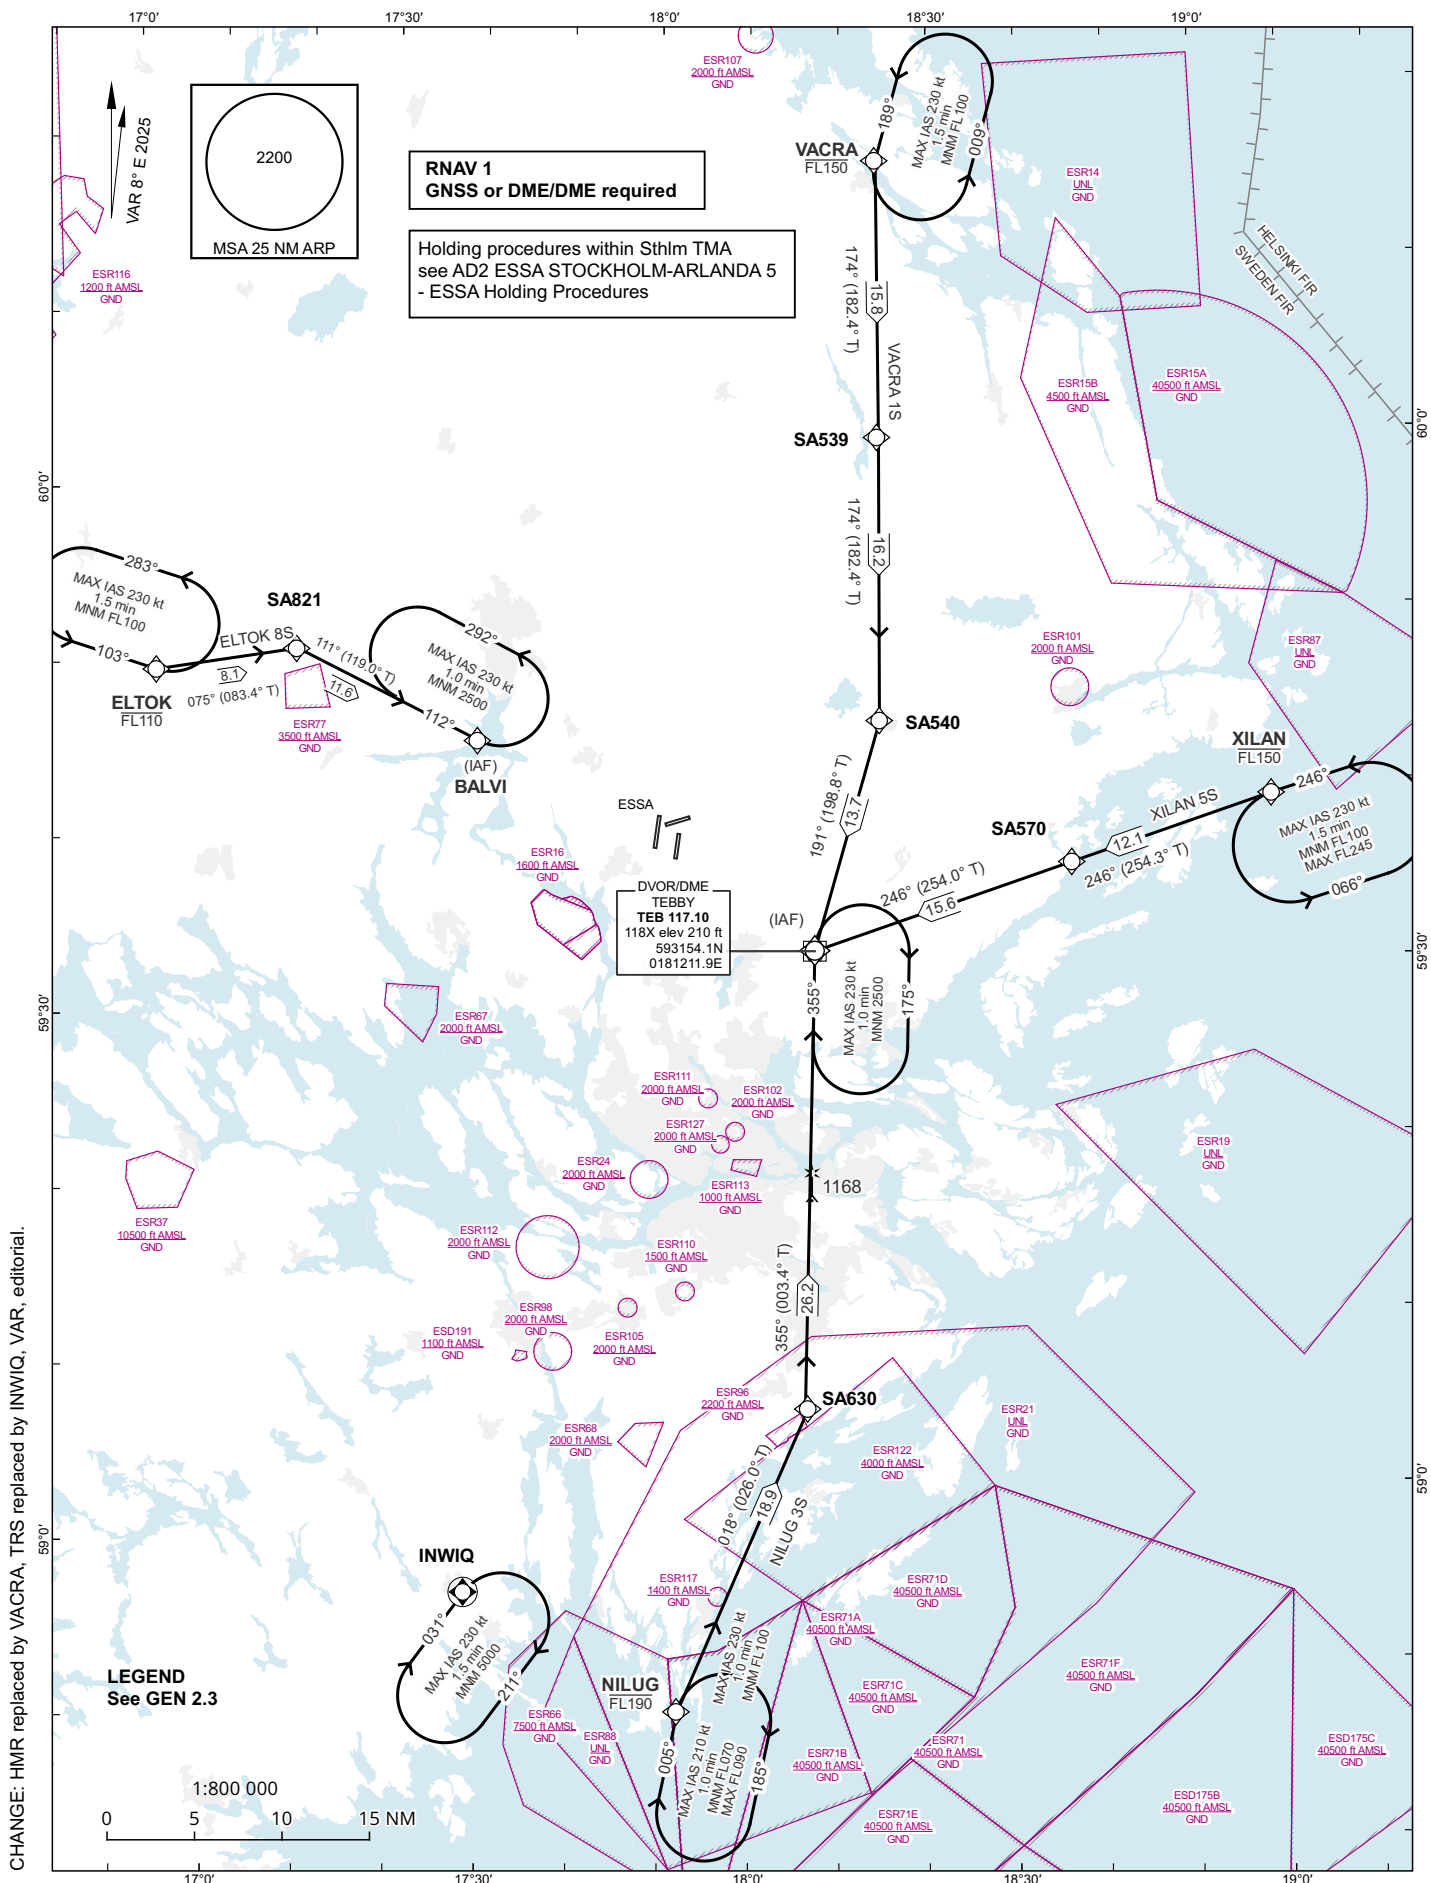 17°0'
17°30'
18°0'
18°30'
19°0'
VAR 8° E 2025
2200
MSA 25 NM ARP
RNAV 1
GNSS or DME/DME required
Holding procedures within Sthlm TMA
see AD2 ESSA STOCKHOLM-ARLANDA 5
- ESSA Holding Procedures
ESR107
2000 ft AMSL
GND
189°
MAX IAS 230 kt
1.5 min
MNM FL100
009°
VACRA
FL150
ESR14
UNL
GND
HELSINKI FIR
SWEDEN FIR
ESR116
1200 ft AMSL
GND
174° (182.4° T)
15.8
VACRA 1S
ESR15B
4500 ft AMSL
GND
ESR15A
40500 ft AMSL
GND
SA539
60°0'
60°0'
174° (182.4° T)
16.2
283°
MAX IAS 230 kt
1.5 min
MNM FL100
103°
SA821
ELTOK 8S
8.1
075° (083.4° T)
ELTOK
FL110
111° (119.0° T)
11.6
292°
MAX IAS 230 kt
1.0 min
MNM 2500
112°
ESR77
3500 ft AMSL
GND
(IAF)
BALVI
ESR101
2000 ft AMSL
GND
ESR87
UNL
GND
SA540
XILAN
FL150
246°
MAX IAS 230 kt
1.5 min
MNM FL100
MAX FL245
066°
191° (198.8° T)
13.7
ESSA
SA570
XILAN 5S
12.1
246° (254.3° T)
246° (254.0° T)
15.6
ESR16
1600 ft AMSL
GND
DVOR/DME
TEBBY
TEB 117.10
118X elev 210 ft
593154.1N
0181211.9E
(IAF)
59°30'
59°30'
355°
MAX IAS 230 kt
1.0 min
MNM 2500
175°
ESR67
2000 ft AMSL
GND
ESR111
2000 ft AMSL
GND
ESR102
2000 ft AMSL
GND
ESR127
2000 ft AMSL
GND
ESR24
2000 ft AMSL
GND
ESR113
1000 ft AMSL
GND
1168
ESR19
UNL
GND
ESR37
10500 ft AMSL
GND
ESR112
2000 ft AMSL
GND
ESR110
1500 ft AMSL
GND
355° (003.4° T)
26.2
ESR98
2000 ft AMSL
GND
ESD191
1100 ft AMSL
GND
ESR105
2000 ft AMSL
GND
ESR96
2200 ft AMSL
GND
SA630
ESR68
2000 ft AMSL
GND
ESR21
UNL
GND
ESR122
4000 ft AMSL
GND
59°0'
59°0'
018° (026.0° T)
18.9
NILUG 3S
INWIQ
031°
MAX IAS 230 kt
1.5 min
MNM 5000
211°
ESR117
1400 ft AMSL
GND
ESR71D
40500 ft AMSL
GND
ESR71A
40500 ft AMSL
GND
MAX IAS 230 kt
1.0 min
MNM FL100
NILUG
FL190
ESR71C
40500 ft AMSL
GND
ESR71F
40500 ft AMSL
GND
ESR66
7500 ft AMSL
GND
ESR88
UNL
GND
005°
MAX IAS 210 kt
1.0 min
MNM FL070
MAX FL090
185°
ESR71B
40500 ft AMSL
GND
ESR71
40500 ft AMSL
GND
ESD175C
40500 ft AMSL
GND
ESR71E
40500 ft AMSL
GND
ESD175B
40500 ft AMSL
GND
LEGEND
See GEN 2.3
1:800 000
0 5 10 15 NM
17°0'
17°30'
18°0'
18°30'
19°0'
CHANGE: HMR replaced by VACRA, TRS replaced by INWIQ, VAR, editorial.